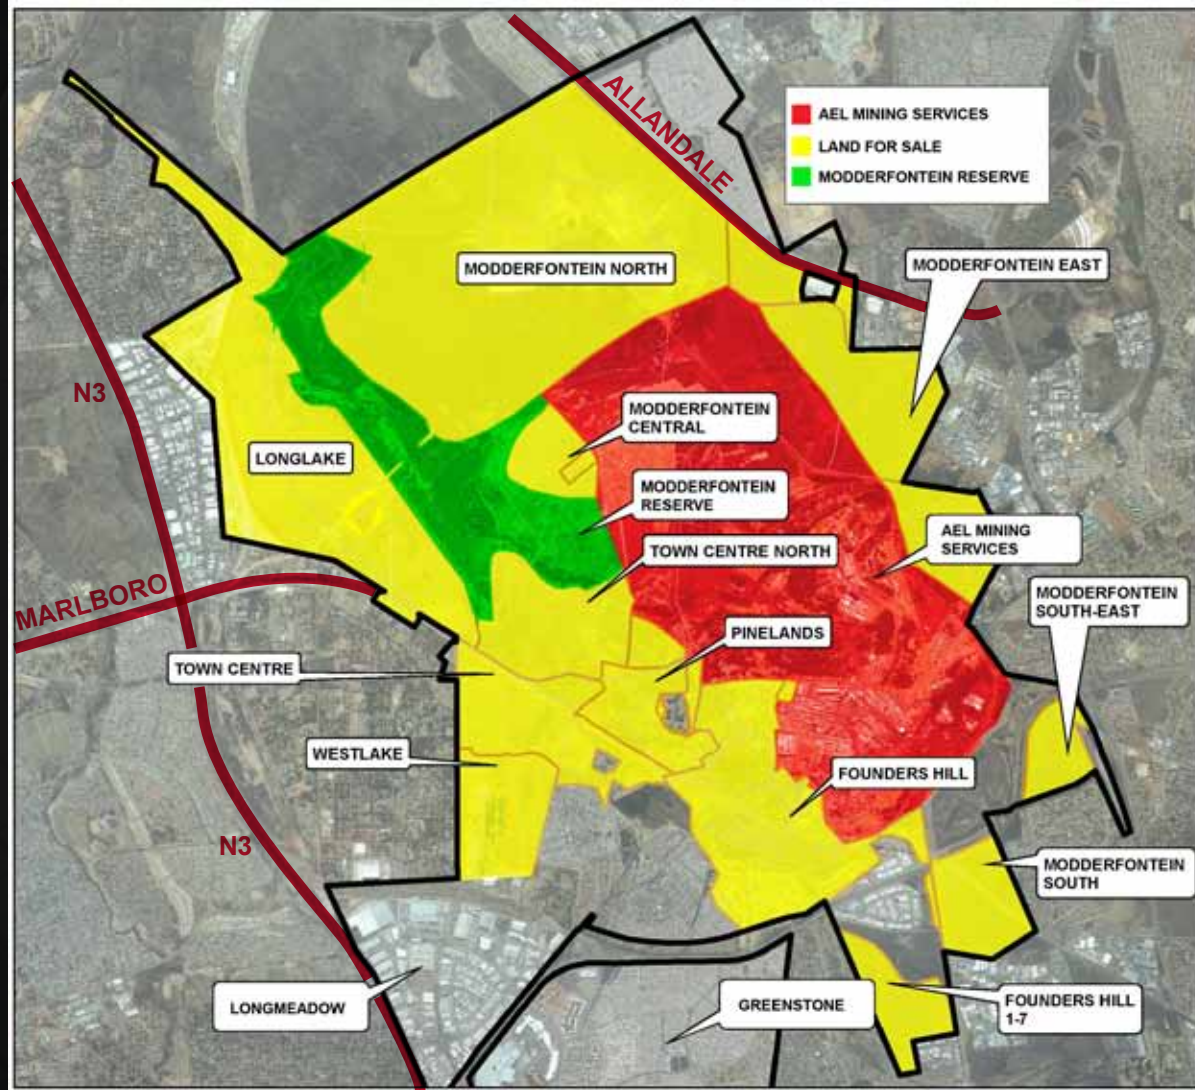 ALLANDALE
AEL MINING SERVICES
LAND FOR SALE
MODDERFONTEIN RESERVE
MODDERFONTEIN NORTH
MODDERFONTEIN EAST
N3
MODDERFONTEIN
CENTRAL
LONGLAKE
MODDERFONTEIN
RESERVE
AEL MINING
SERVICES
TOWN CENTRE NORTH
MARLBORO
MODDERFONTEIN
SOUTH-EAST
PINELANDS
TOWN CENTRE
WESTLAKE
FOUNDERS HILL
N3
MODDERFONTEIN
SOUTH
LONGMEADOW
GREENSTONE
FOUNDERS HILL
1-7